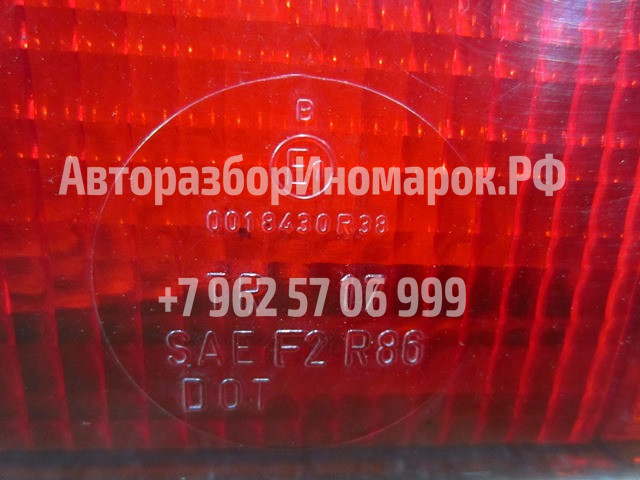 B
АвторазборИномарок.РФ
0018430R38
+7 962 57 06 999
SAE F2 R86
DOT